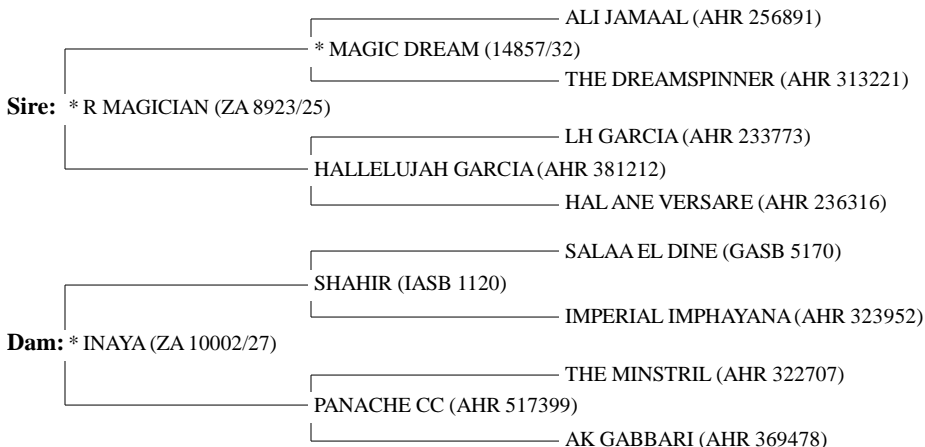 ALI JAMAAL (AHR 256891)
* MAGIC DREAM (14857/32)
THE DREAMSPINNER (AHR 313221)
Sire: * R MAGICIAN (ZA 8923/25)
LH GARCIA (AHR 233773)
HALLELUJAH GARCIA (AHR 381212)
HAL ANE VERSARE (AHR 236316)
SALAA EL DINE (GASB 5170)
SHAHIR (IASB 1120)
IMPERIAL IMPHAYANA (AHR 323952)
Dam: * INAYA (ZA 10002/27)
THE MINSTRIL (AHR 322707)
PANACHE CC (AHR 517399)
AK GABBARI (AHR 369478)